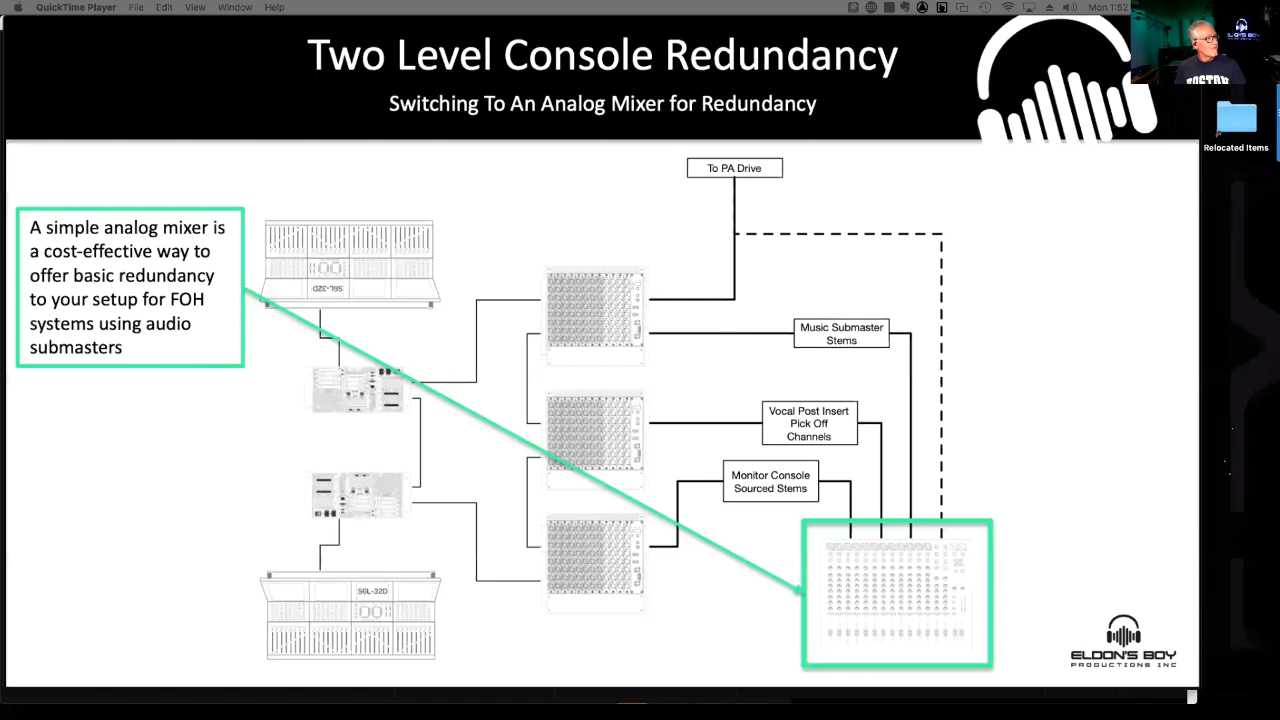 QuickTime Player File Edit View Window Help
Mon 1:52
Two Level Console Redundancy
Switching To An Analog Mixer for Redundancy
BOSTON
Relocated Items
To PA Drive
A simple analog mixer is
a cost-effective way to
offer basic redundancy
to your setup for FOH
systems using audio
submasters
S6L-32D
Music Submaster
Stems
Vocal Post Insert
Pick Off
Channels
Monitor Console
Sourced Stems
S6L-32D
ELDON'S BOY
PRODUCTIONS INC